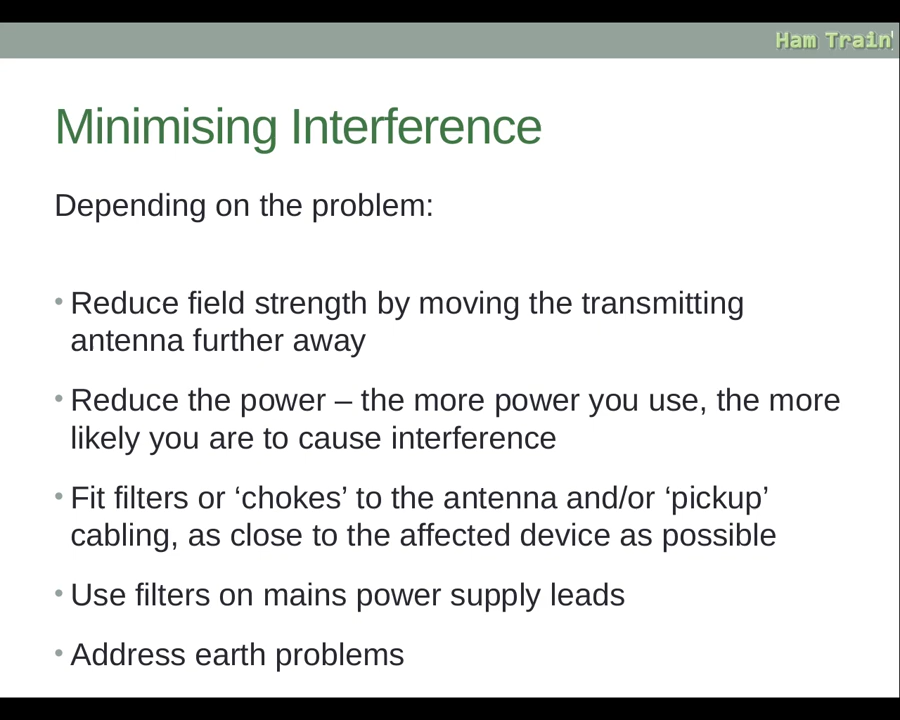 Ham Train
Minimising Interference
Depending on the problem:
• Reduce field strength by moving the transmitting
antenna further away
• Reduce the power – the more power you use, the more
likely you are to cause interference
• Fit filters or ‘chokes’ to the antenna and/or ‘pickup’
cabling, as close to the affected device as possible
• Use filters on mains power supply leads
• Address earth problems